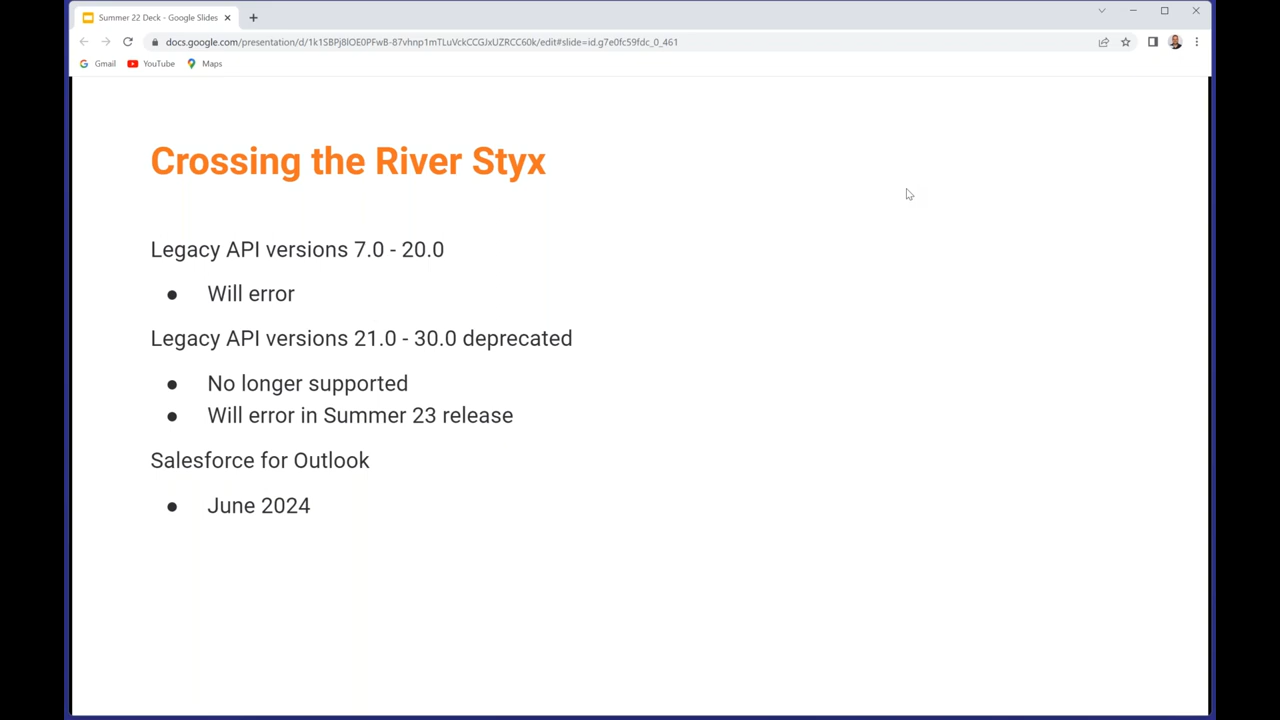 Summer 22 Deck - Google Slides
docs.google.com/presentation/d/1k1SBPj8lOE0PFwB-87vhnp1mTLuVckCCGJxUZRCC60k/edit#slide=id.g7e0fc59fdc_0_461
Gmail YouTube Maps
Crossing the River Styx
Legacy API versions 7.0 - 20.0
● Will error
Legacy API versions 21.0 - 30.0 deprecated
● No longer supported
● Will error in Summer 23 release
Salesforce for Outlook
● June 2024